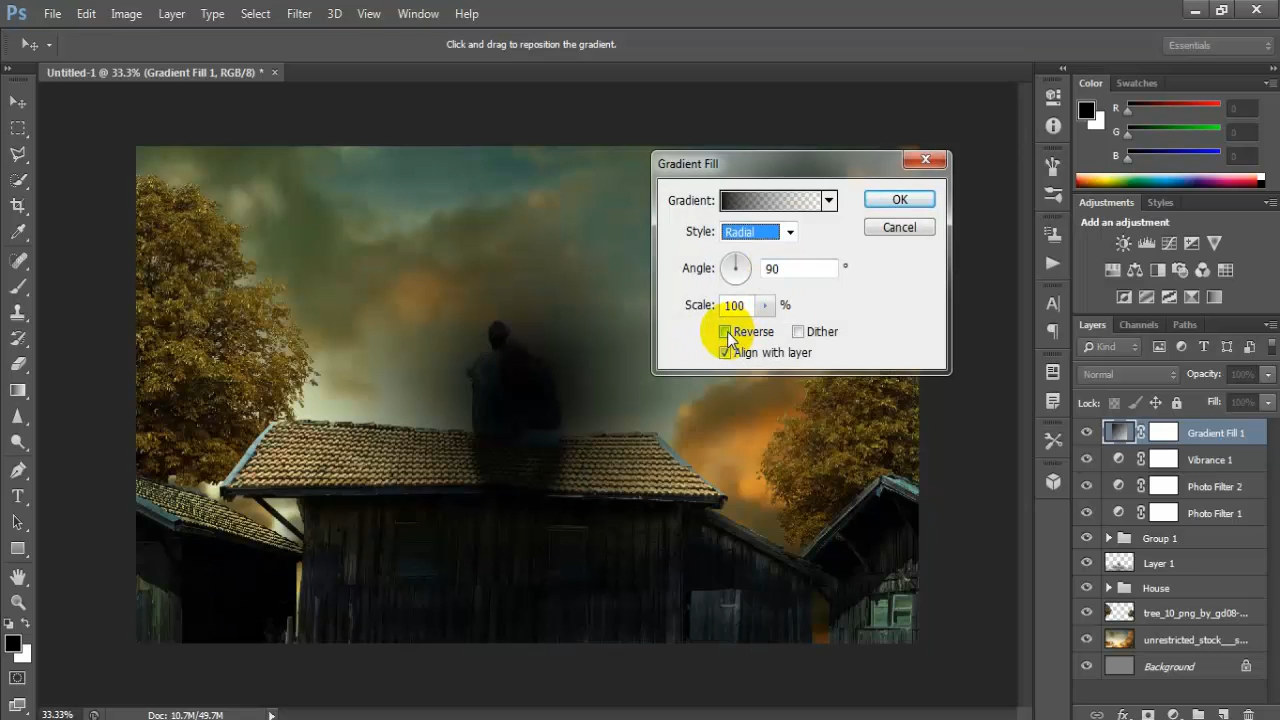 Ps File Edit Image Layer Type Select Filter 3D View Window Help
Click and drag to reposition the gradient.
Essentials
Untitled-1 @ 33.3% (Gradient Fill 1, RGB/8) * ×
Color Swatches
R 0
G 0
B 0
Gradient Fill
Gradient:
OK
Style: Radial
Cancel
Angle: 90 °
Scale: 100 %
Reverse Dither
Align with layer
Adjustments Styles
Add an adjustment
Layers Channels Paths
Kind
Normal Opacity: 100%
Lock: Fill: 100%
Gradient Fill 1
Vibrance 1
Photo Filter 2
Photo Filter 1
Group 1
Layer 1
House
tree_10_png_by_gd08-...
unrestricted_stock___s...
Background
33.33% Doc: 10.7M/49.7M